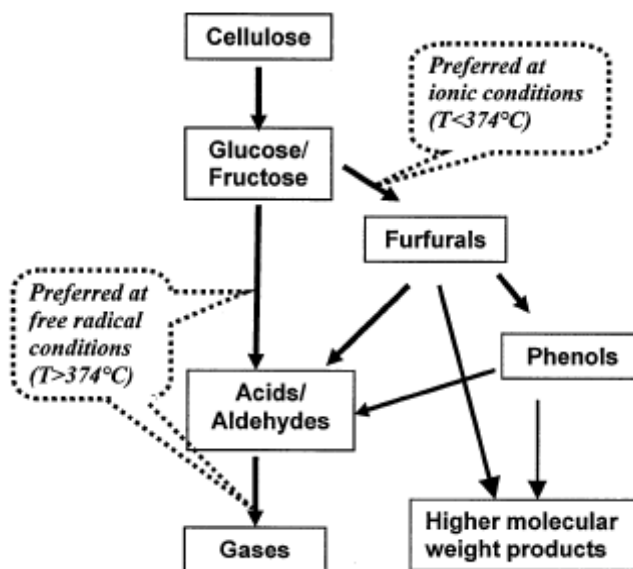 Cellulose
Preferred at
ionic conditions
(T<374°C)
Glucose/
Fructose
Furfurals
Preferred at
free radical
conditions
(T>374°C)
Phenols
Acids/
Aldehydes
Gases
Higher molecular
weight products